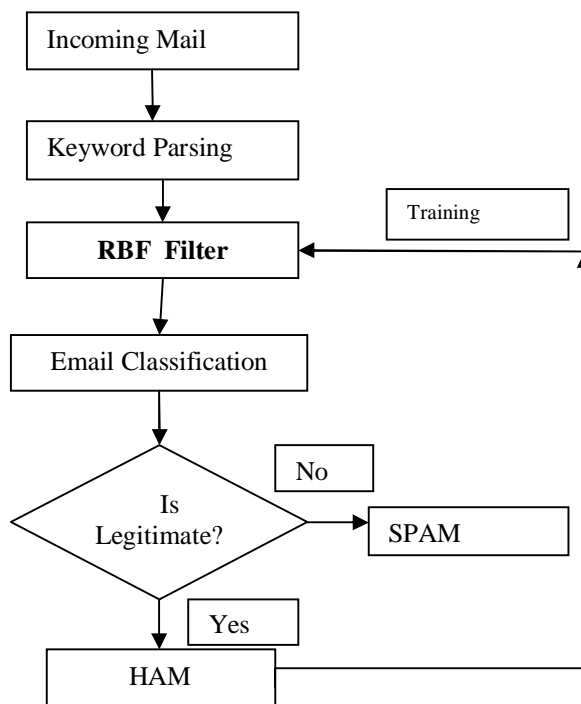 Incoming Mail
Keyword Parsing
Training
RBF Filter
Email Classification
No
Is
Legitimate?
SPAM
Yes
HAM